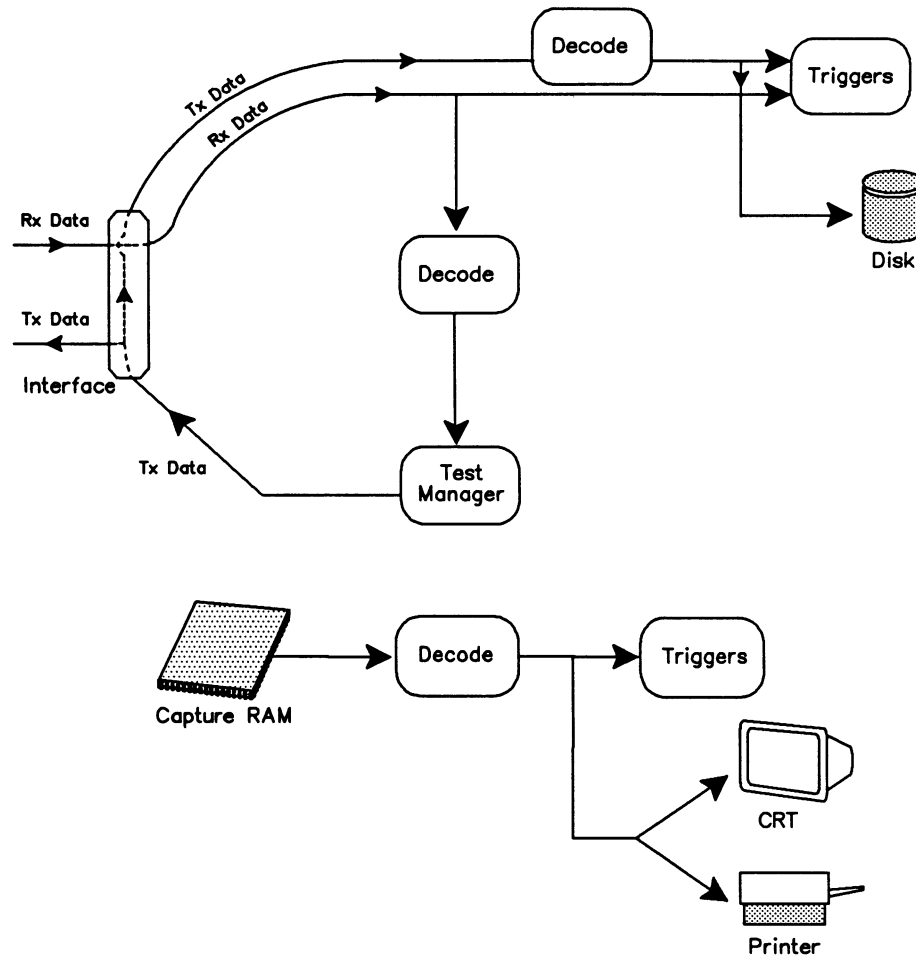 Decode
Triggers
Tx Data
Rx Data
Rx Data
Decode
Disk
Tx Data
Interface
Tx Data
Test
Manager
Decode
Triggers
Capture RAM
CRT
Printer